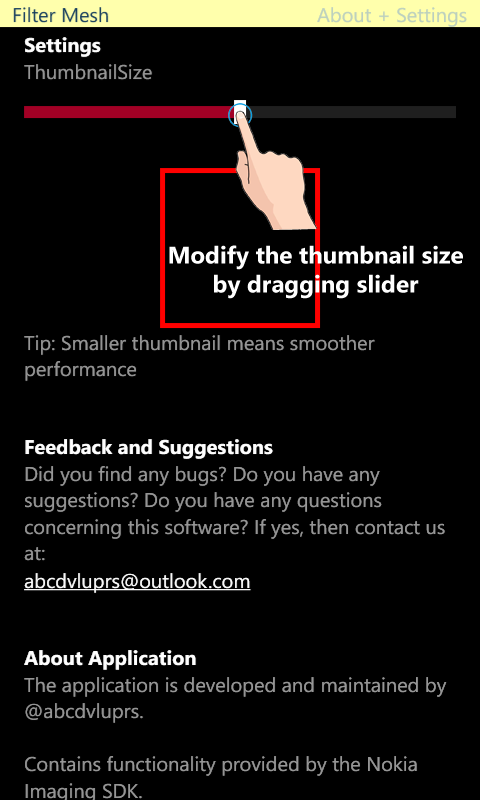 Filter Mesh
About + Settings
Settings
ThumbnailSize
Modify the thumbnail size
by dragging slider
Tip: Smaller thumbnail means smoother
performance
Feedback and Suggestions
Did you find any bugs? Do you have any
suggestions? Do you have any questions
concerning this software? If yes, then contact us
at:
abcdvluprs@outlook.com
About Application
The application is developed and maintained by
@abcdvluprs.
Contains functionality provided by the Nokia
Imaging SDK.